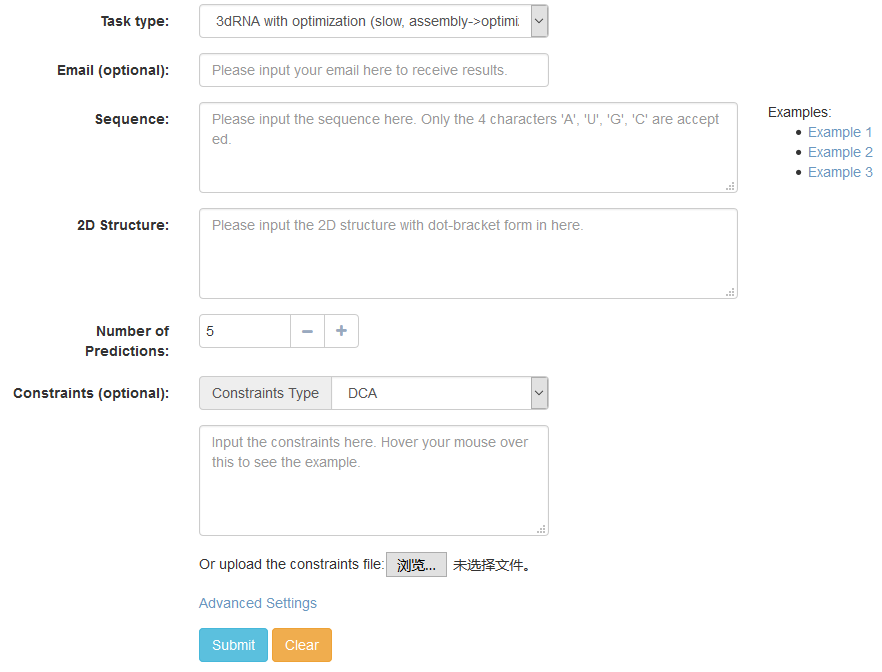 Task type: 3dRNA with optimization (slow, assembly->optimi
Email (optional): Please input your email here to receive results.
Sequence: Please input the sequence here. Only the 4 characters 'A', 'U', 'G', 'C' are accept
ed.
Examples:
Example 1
Example 2
Example 3
2D Structure: Please input the 2D structure with dot-bracket form in here.
Number of
Predictions:
5 − +
Constraints (optional): Constraints Type DCA
Input the constraints here. Hover your mouse over
this to see the example.
Or upload the constraints file: 浏览... 未选择文件。
Advanced Settings
Submit Clear